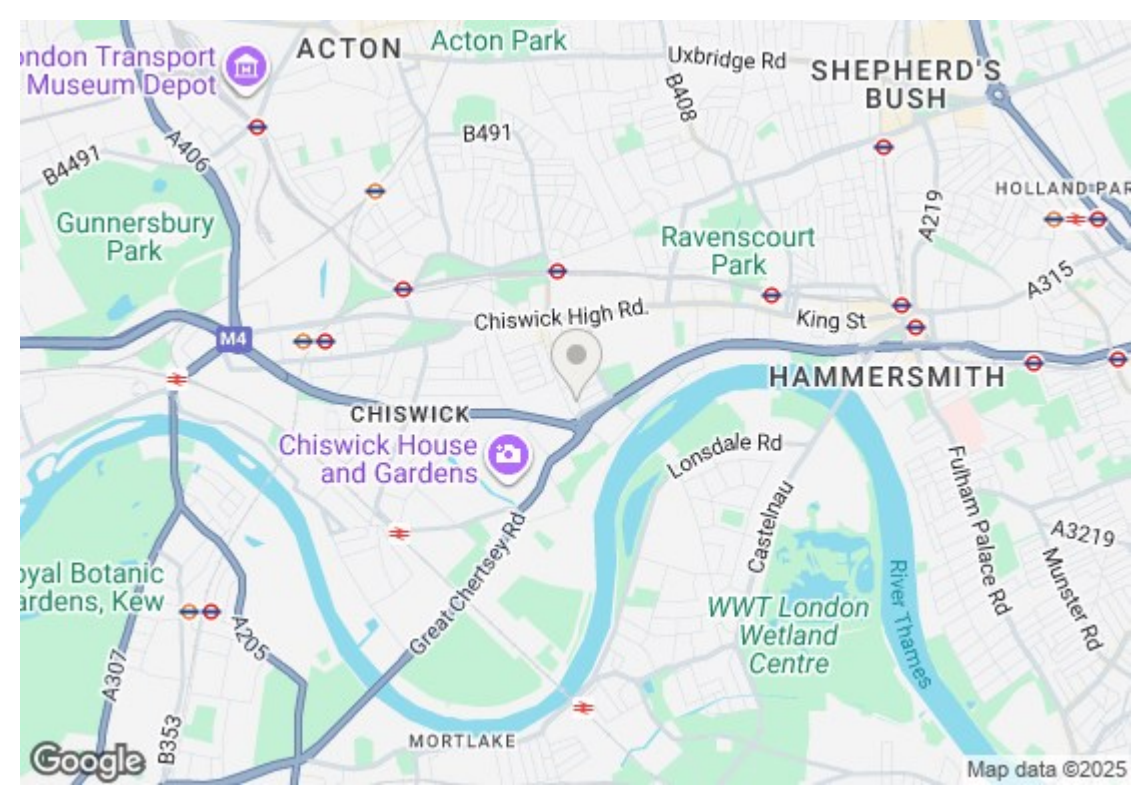 ACTON
Acton Park
ondon Transport
Museum Depot
Uxbridge Rd
SHEPHERD'S
BUSH
B408
B491
A406
B4491
HOLLAND PAR
A219
Gunnersbury
Park
Ravenscourt
Park
A315
Chiswick High Rd.
King St
M4
HAMMERSMITH
CHISWICK
Chiswick House
and Gardens
Lonsdale Rd
Castelnau
Fulham Palace Rd
A3219
Munster Rd
Great Chertsey Rd
River Thames
oyal Botanic
ardens, Kew
WWT London
Wetland
Centre
A205
A307
B353
MORTLAKE
Google
Map data ©2025